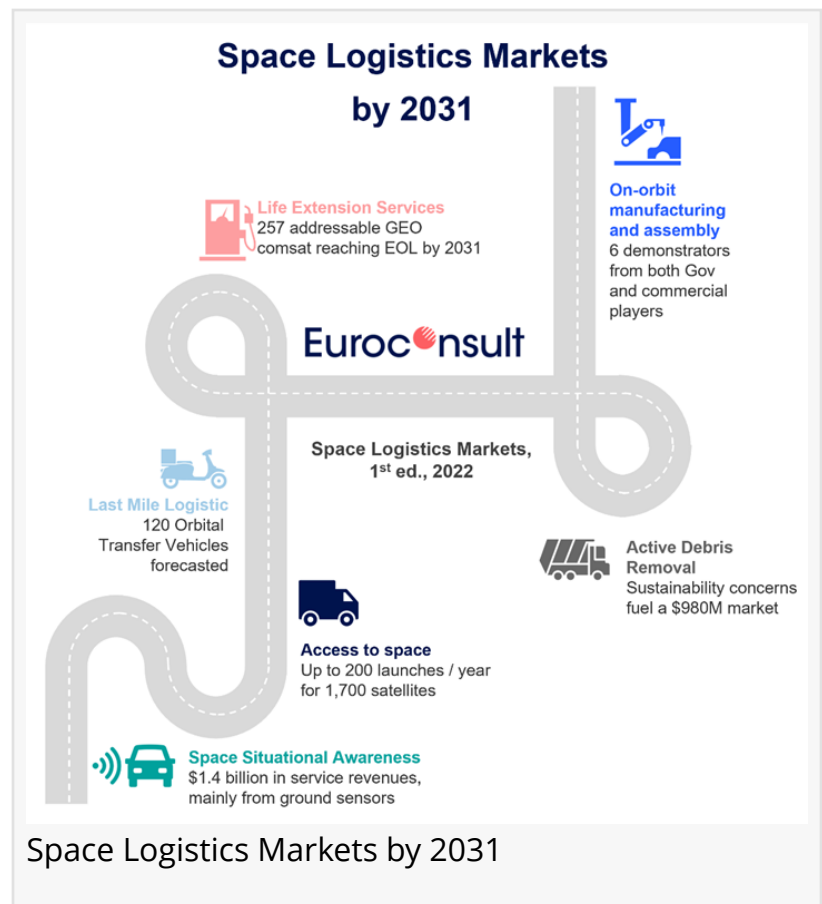 Space Logistics Markets
by 2031
On-orbit
manufacturing
and assembly
6 demonstrators
from both Gov
and commercial
players
Life Extension Services
257 addressable GEO
comsat reaching EOL by 2031
Euroconsult
Space Logistics Markets,
1st ed., 2022
Last Mile Logistic
120 Orbital
Transfer Vehicles
forecasted
Active Debris
Removal
Sustainability concerns
fuel a $980M market
Access to space
Up to 200 launches / year
for 1,700 satellites
Space Situational Awareness
$1.4 billion in service revenues,
mainly from ground sensors
Space Logistics Markets by 2031